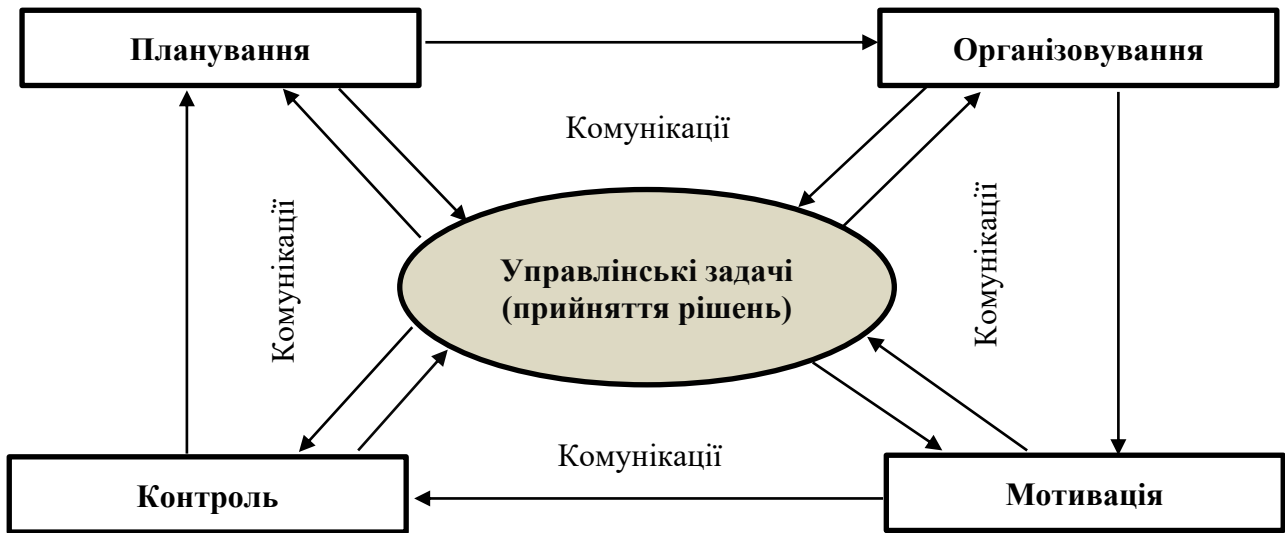 Планування
Організовування
Комунікації
Комунікації
Управлінські задачі
(прийняття рішень)
Комунікації
Комунікації
Контроль
Мотивація